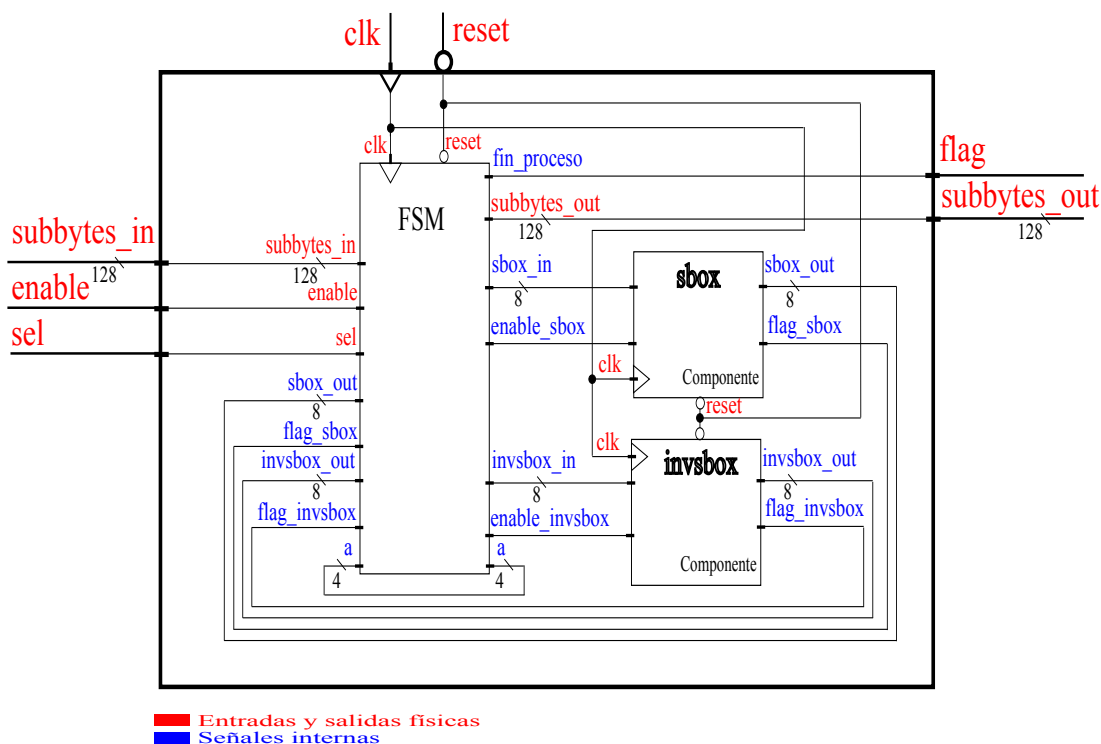 clk
reset
clk
reset
fin_proceso
flag
FSM
subbytes_out
128
subbytes_out
128
subbytes_in
128
subbytes_in
128
enable
enable
sel
sel
sbox_in
8
sbox
sbox_out
8
enable_sbox
flag_sbox
clk
Componente
reset
sbox_out
8
flag_sbox
invsbox_out
8
flag_invsbox
a
4
clk
invsbox_in
8
invsbox
invsbox_out
8
enable_invsbox
flag_invsbox
a
4
Componente
Entradas y salidas físicas
Señales internas